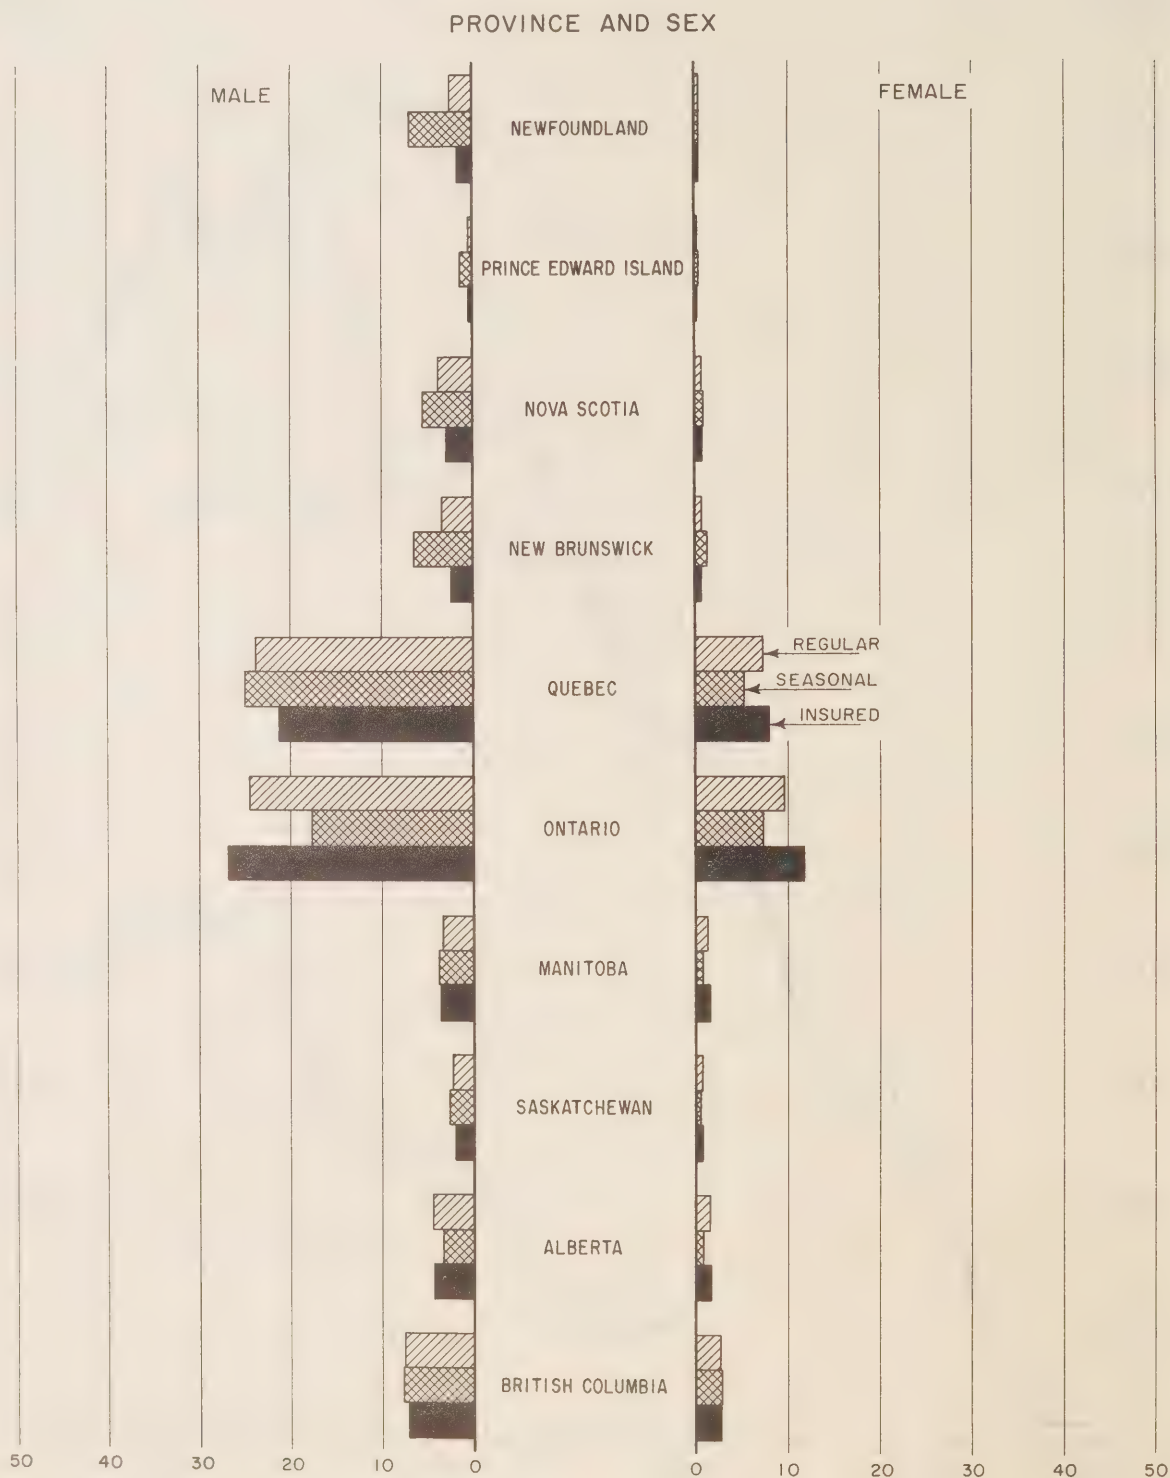 PROVINCE AND SEX
MALE
FEMALE
NEWFOUNDLAND
PRINCE EDWARD ISLAND
NOVA SCOTIA
NEW BRUNSWICK
REGULAR
QUEBEC
SEASONAL
INSURED
ONTARIO
MANITOBA
SASKATCHEWAN
ALBERTA
BRITISH COLUMBIA
50 40 30 20 10 0 0 10 20 30 40 50